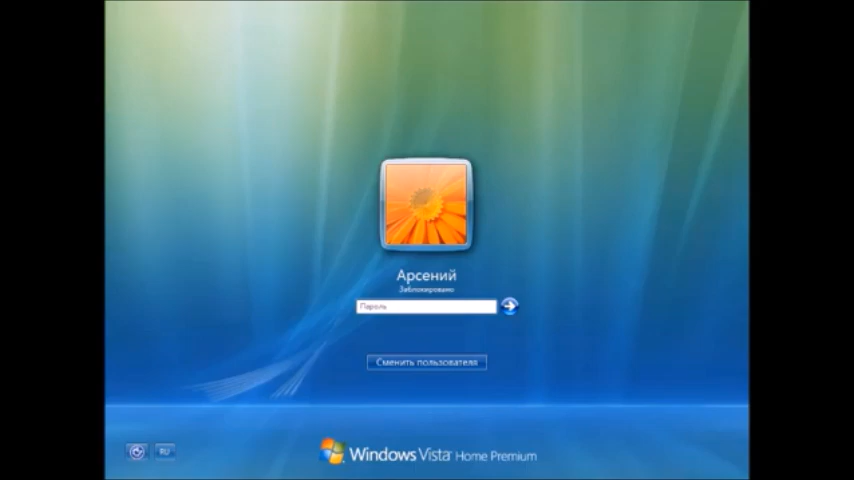 Арсений
Заблокировано
Пароль
Сменить пользователя
RU
Windows Vista Home Premium